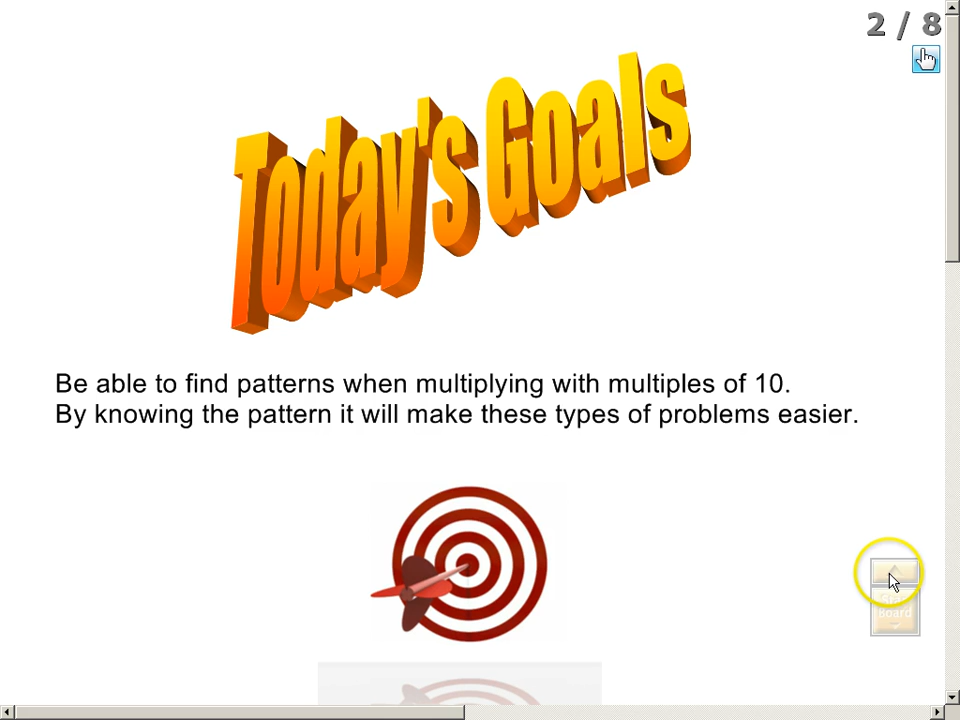 2 / 8
Today's Goals
Be able to find patterns when multiplying with multiples of 10.
By knowing the pattern it will make these types of problems easier.
Board